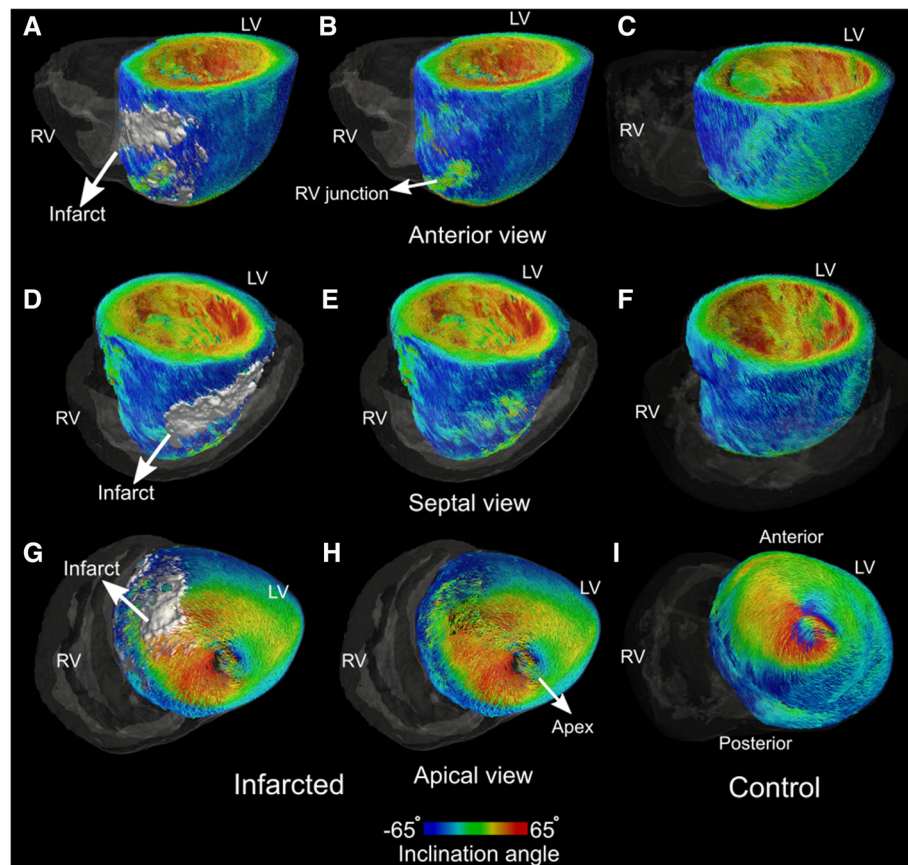 A
LV
B
LV
C
LV
RV
RV
Infarct
RV junction
Anterior view
D
LV
E
LV
F
LV
RV
RV
RV
Infarct
Septal view
G
Infarct
LV
RV
H
LV
RV
Apex
I
Anterior
LV
RV
Posterior
Infarcted
Apical view
Control
-65° 65°
Inclination angle